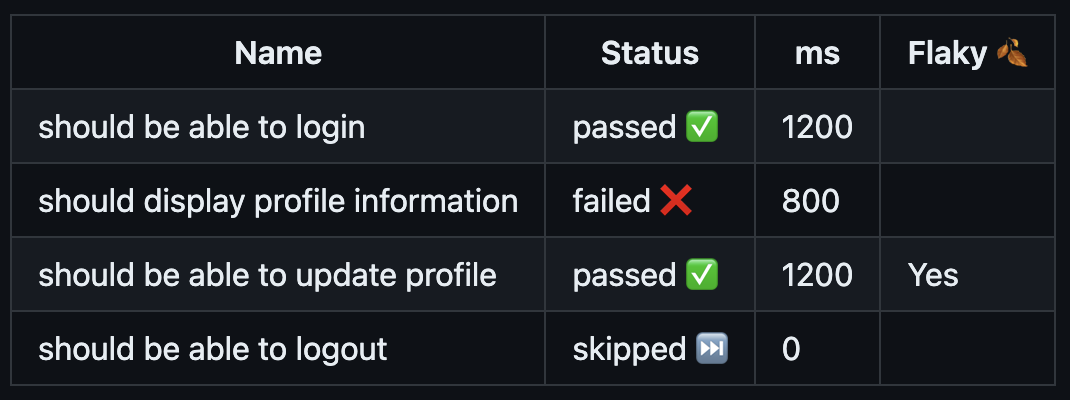 Name Status ms Flaky 🍂
should be able to login passed ✅ 1200
should display profile information failed ❌ 800
should be able to update profile passed ✅ 1200 Yes
should be able to logout skipped ⏭️ 0